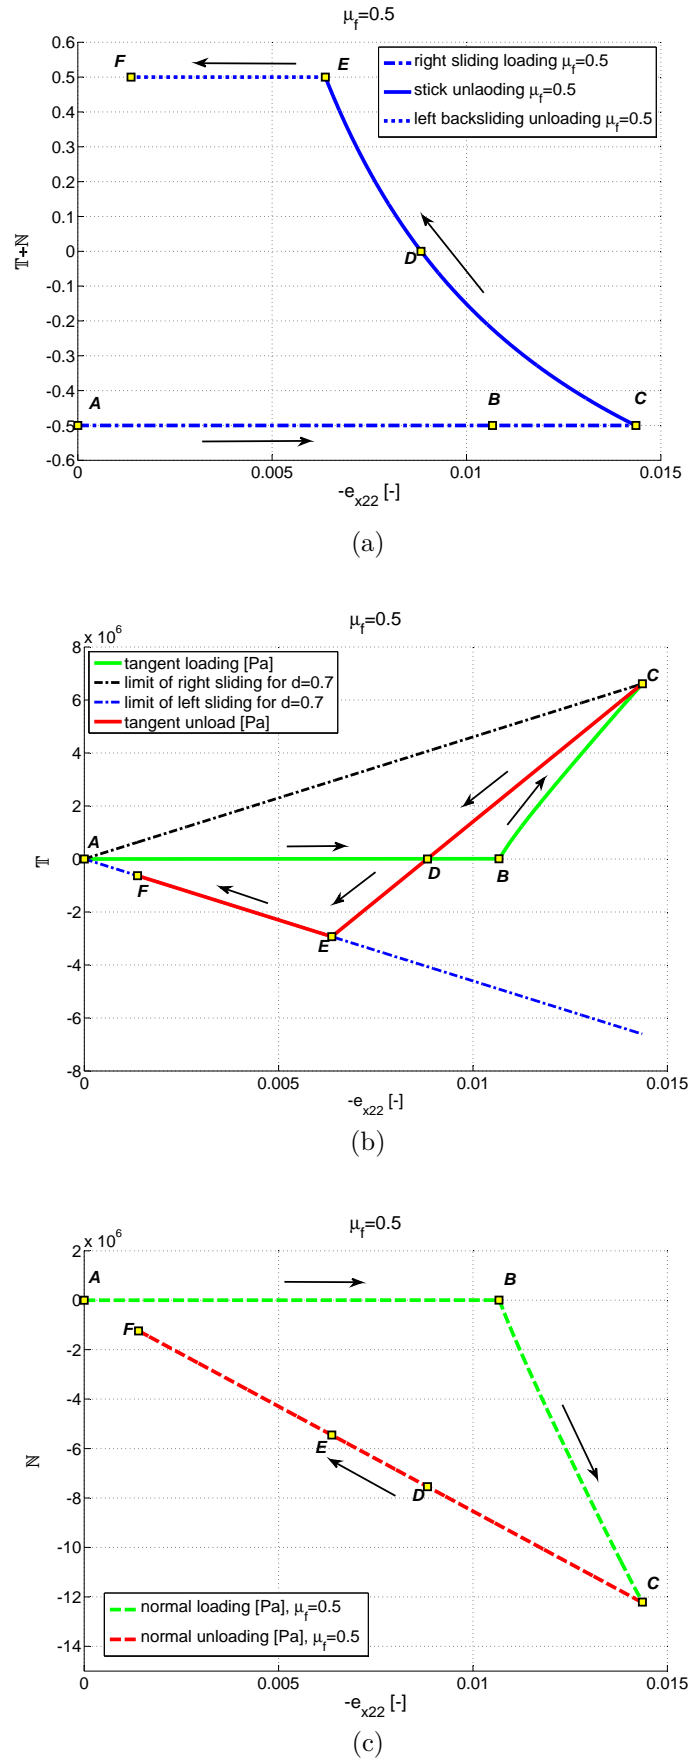 μf=0.5
0.6
0.5
0.4
0.3
0.2
0.1
0
-0.1
-0.2
-0.3
-0.4
-0.5
-0.6
𝕋+ℕ
F
E
D
A
B
C
right sliding loading μf=0.5
stick unlaoding μf=0.5
left backsliding unloading μf=0.5
0
0.005
0.01
0.015
-ex22 [-]
(a)
μf=0.5
x 10^6
8
6
4
2
0
-2
-4
-6
-8
𝕋
tangent loading [Pa]
limit of right sliding for d=0.7
limit of left sliding for d=0.7
tangent unload [Pa]
C
A
F
E
D
B
0
0.005
0.01
0.015
-ex22 [-]
(b)
μf=0.5
x 10^6
2
0
-2
-4
-6
-8
-10
-12
-14
ℕ
A
B
F
E
D
C
normal loading [Pa], μf=0.5
normal unloading [Pa], μf=0.5
0
0.005
0.01
0.015
-ex22 [-]
(c)